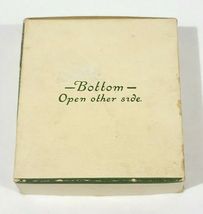 —Bottom—
Open other side.